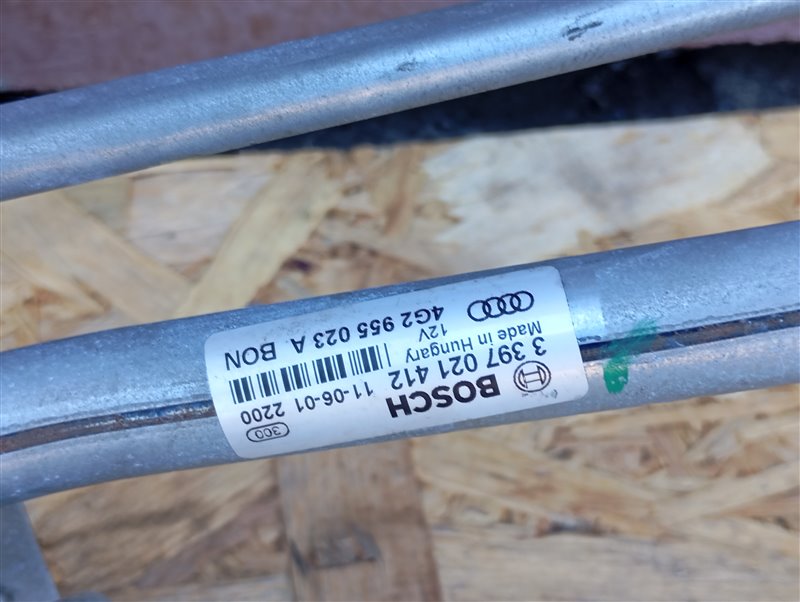 BOSCH
300
3 397 021 412 11-06-01 2200
Made in Hungary
12V
4G2 955 023 A BON